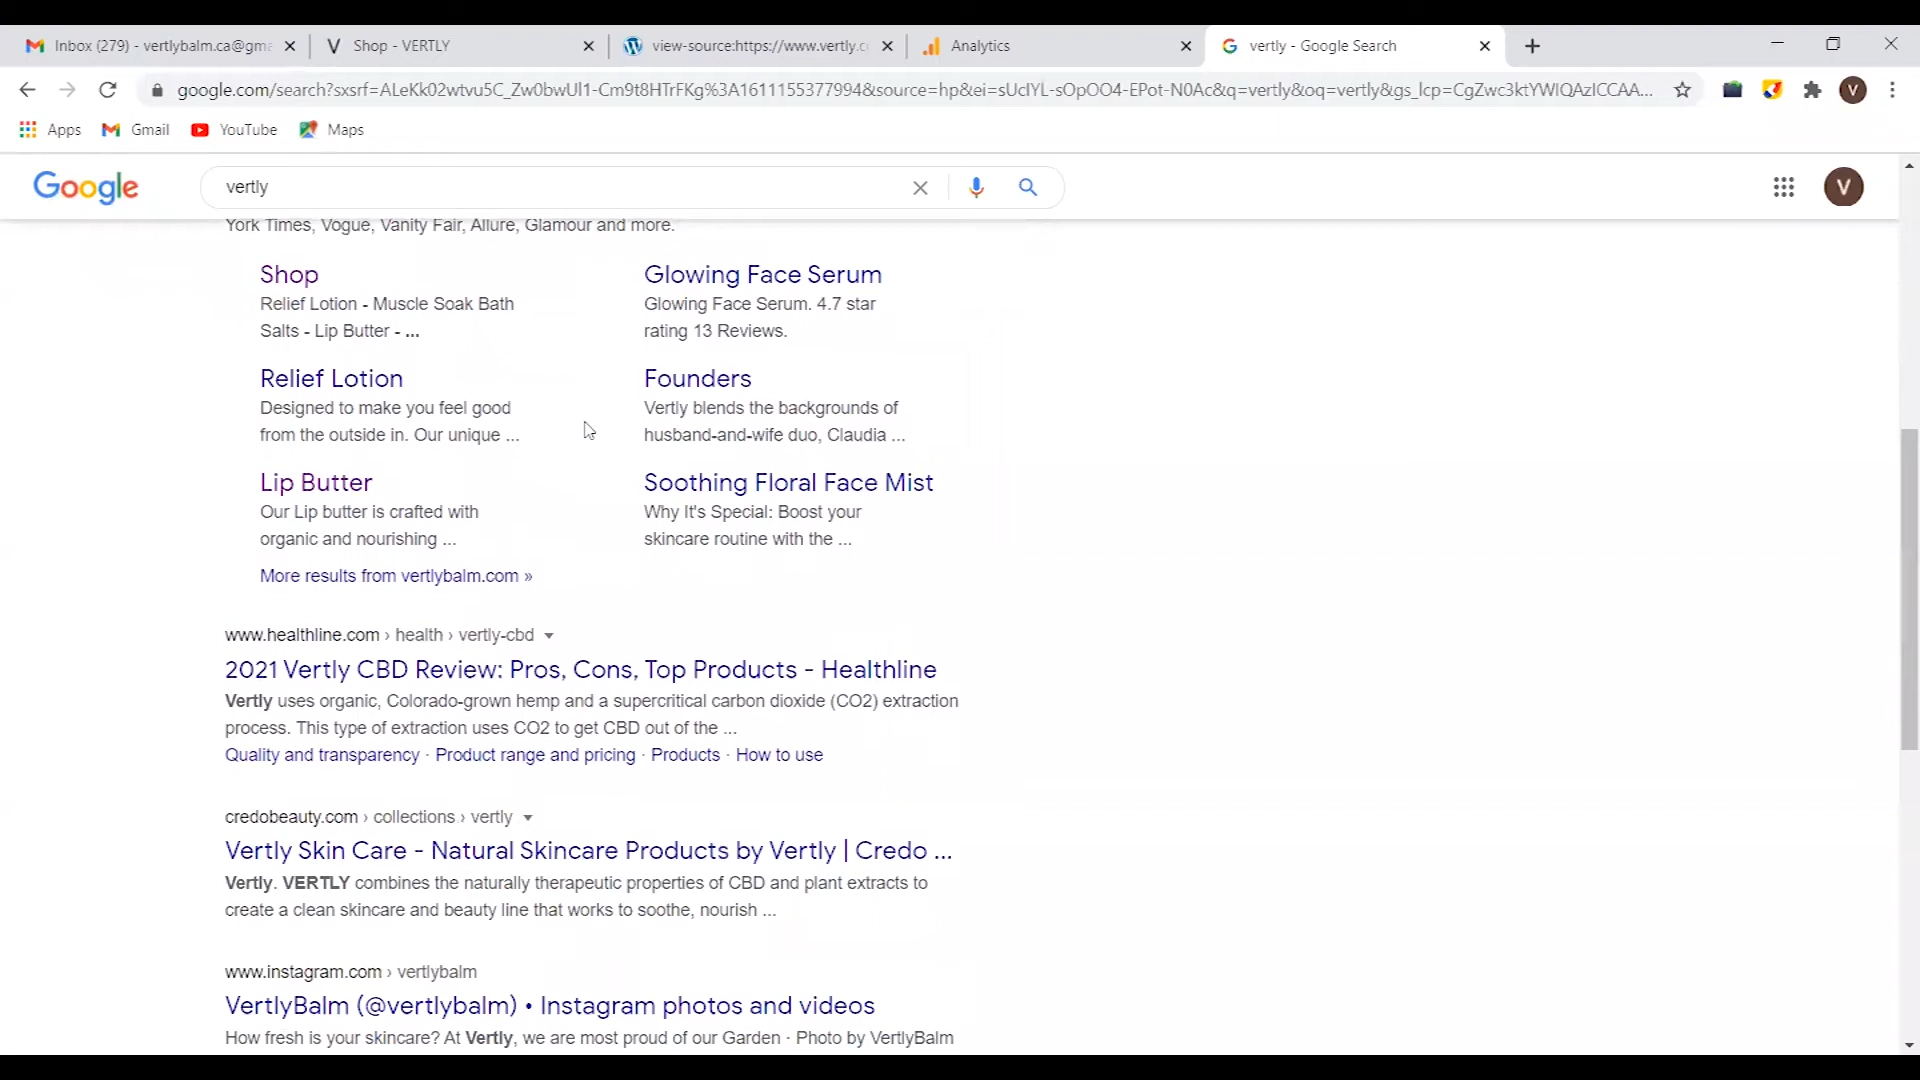 Inbox (279) - vertlybalm.ca@gma
Shop - VERTLY
view-source:https://www.vertly.c
Analytics
vertly - Google Search
google.com/search?sxsrf=ALeKk02wtvu5C_Zw0bwUl1-Cm9t8HTrFKg%3A1611155377994&source=hp&ei=sUcIYL-sOpOO4-EPot-N0Ac&q=vertly&oq=vertly&gs_lcp=CgZwc3ktYWIQAzICCAA...
V
Apps
Gmail
YouTube
Maps
Google
vertly
V
York Times, Vogue, Vanity Fair, Allure, Glamour and more.
Shop
Relief Lotion - Muscle Soak Bath
Salts - Lip Butter - ...
Glowing Face Serum
Glowing Face Serum. 4.7 star
rating 13 Reviews.
Relief Lotion
Designed to make you feel good
from the outside in. Our unique ...
Founders
Vertly blends the backgrounds of
husband-and-wife duo, Claudia ...
Lip Butter
Our Lip butter is crafted with
organic and nourishing ...
Soothing Floral Face Mist
Why It's Special: Boost your
skincare routine with the ...
More results from vertlybalm.com »
www.healthline.com › health › vertly-cbd
2021 Vertly CBD Review: Pros, Cons, Top Products - Healthline
Vertly uses organic, Colorado-grown hemp and a supercritical carbon dioxide (CO2) extraction
process. This type of extraction uses CO2 to get CBD out of the ...
Quality and transparency · Product range and pricing · Products · How to use
credobeauty.com › collections › vertly
Vertly Skin Care - Natural Skincare Products by Vertly | Credo ...
Vertly. VERTLY combines the naturally therapeutic properties of CBD and plant extracts to
create a clean skincare and beauty line that works to soothe, nourish ...
www.instagram.com › vertlybalm
VertlyBalm (@vertlybalm) • Instagram photos and videos
How fresh is your skincare? At Vertly, we are most proud of our Garden · Photo by VertlyBalm